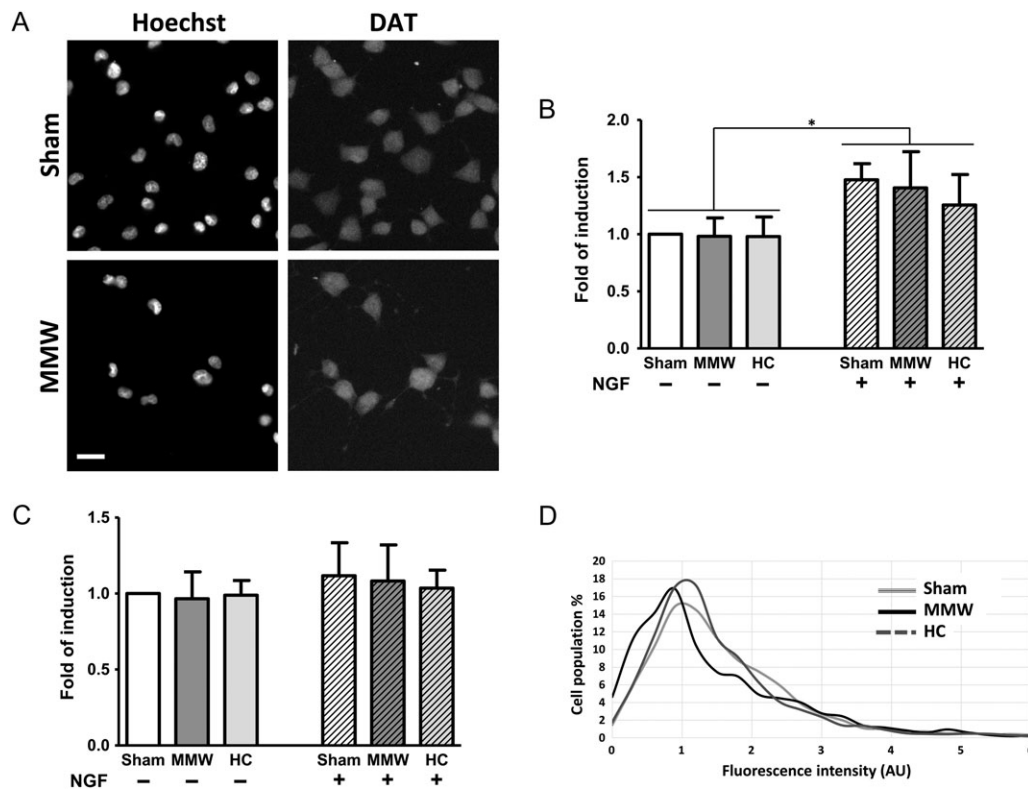 A
Hoechst DAT
Sham
MMW
B
*
Fold of induction
2.0
1.5
1.0
0.5
0.0
Sham MMW HC Sham MMW HC
NGF − − − + + +
C
Fold of induction
1.5
1.0
0.5
0.0
Sham MMW HC Sham MMW HC
NGF − − − + + +
D
Cell population %
20
18
16
14
12
10
8
6
4
2
0
Sham
MMW
HC
0 1 2 3 4 5 6
Fluorescence intensity (AU)